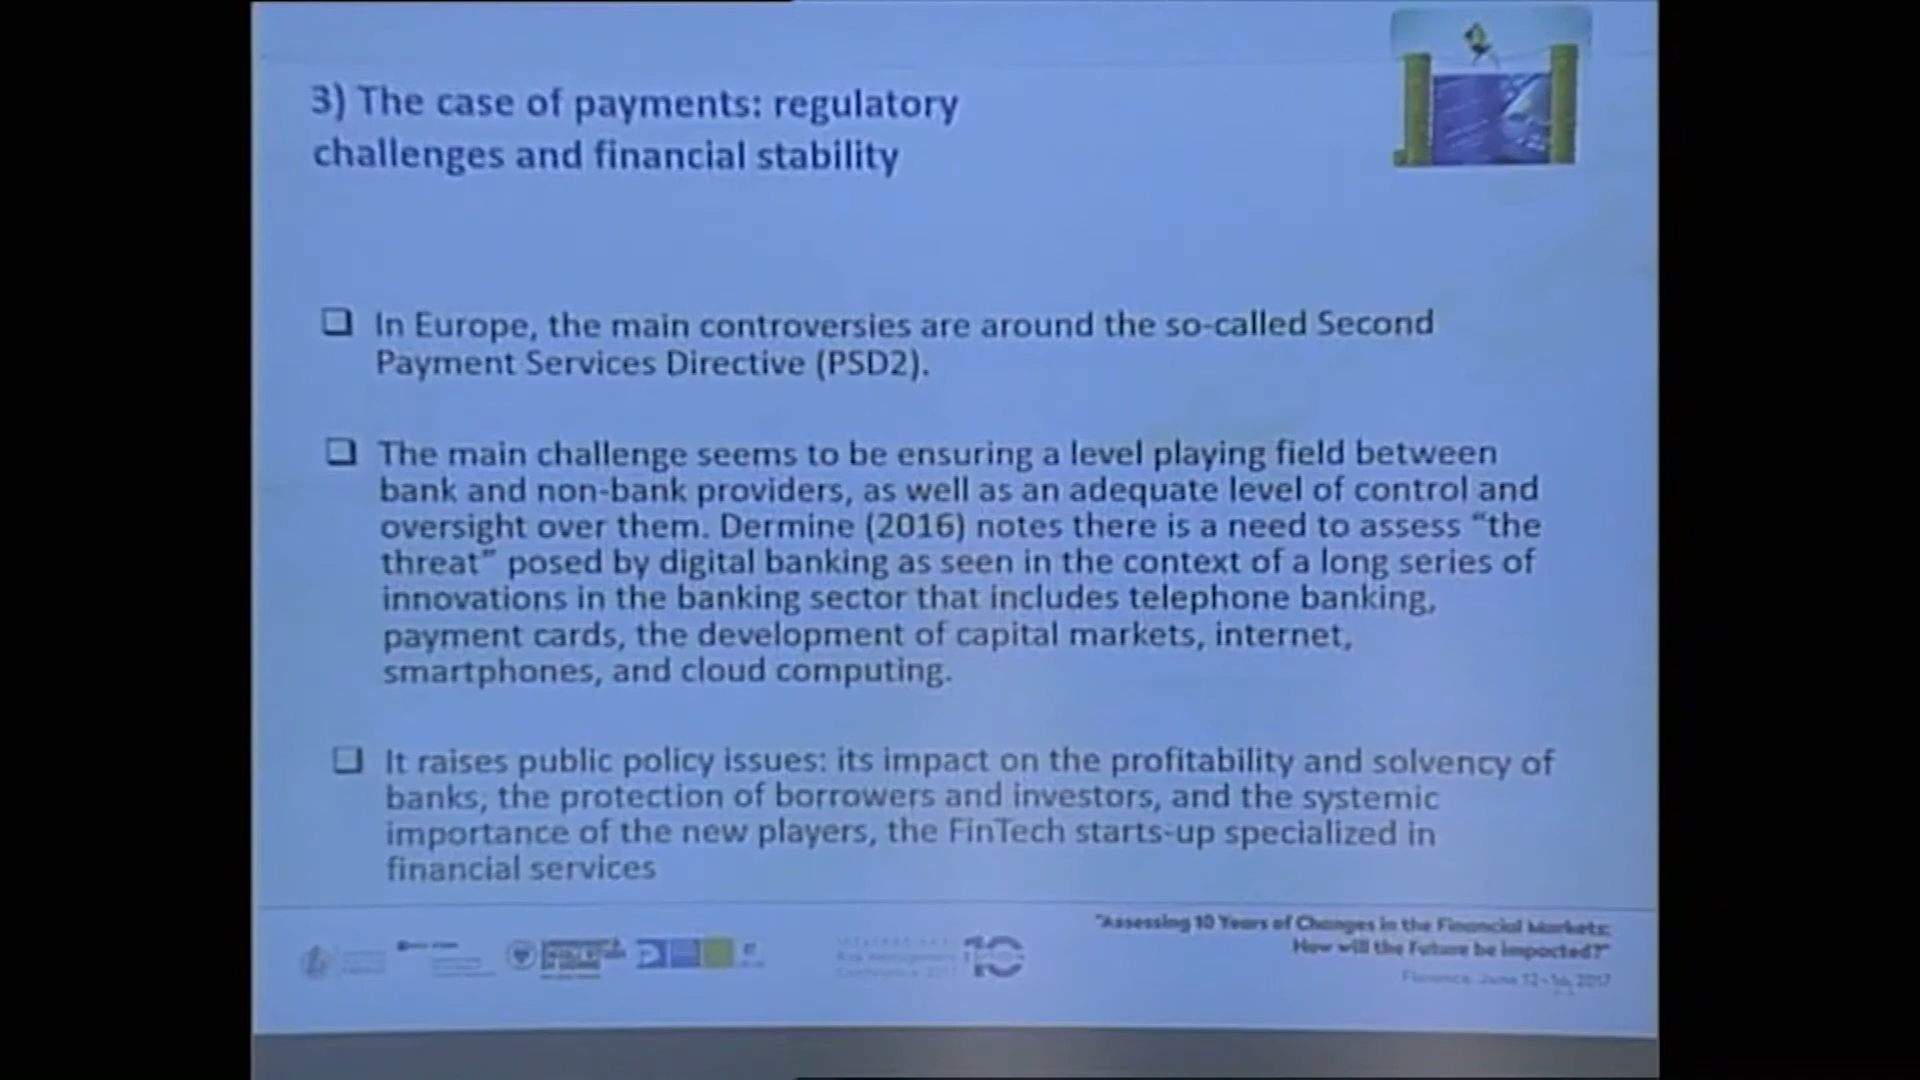 3) The case of payments: regulatory
challenges and financial stability
In Europe, the main controversies are around the so-called Second
Payment Services Directive (PSD2).
The main challenge seems to be ensuring a level playing field between
bank and non-bank providers, as well as an adequate level of control and
oversight over them. Dermine (2016) notes there is a need to assess “the
threat” posed by digital banking as seen in the context of a long series of
innovations in the banking sector that includes telephone banking,
payment cards, the development of capital markets, internet,
smartphones, and cloud computing.
It raises public policy issues: its impact on the profitability and solvency of
banks, the protection of borrowers and investors, and the systemic
importance of the new players, the FinTech starts-up specialized in
financial services
"Assessing 10 Years of Changes in the Financial Markets:
How will the Future be impacted?"
Florence, June 12-
2017
Risk Management
Conference 2017
10